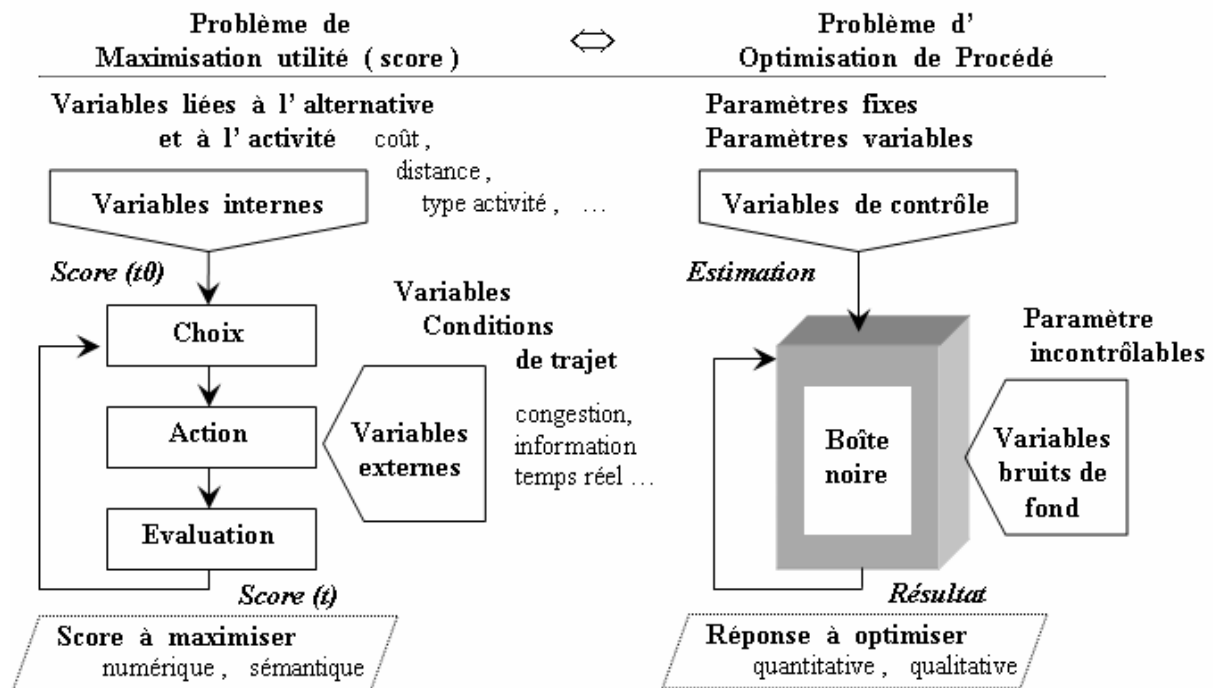 Problème de
Maximisation utilité ( score )
⇔
Problème d'
Optimisation de Procédé
Variables liées à l' alternative
et à l' activité coût ,
distance ,
type activité , …
Variables internes
Score (t0)
Choix
Action
Evaluation
Score (t)
Variables
Conditions
de trajet
Variables
externes
congestion,
information
temps réel …
Score à maximiser
numérique , sémantique
Paramètres fixes
Paramètres variables
Variables de contrôle
Estimation
Boîte
noire
Paramètre
incontrôlables
Variables
bruits de
fond
Résultat
Réponse à optimiser
quantitative , qualitative